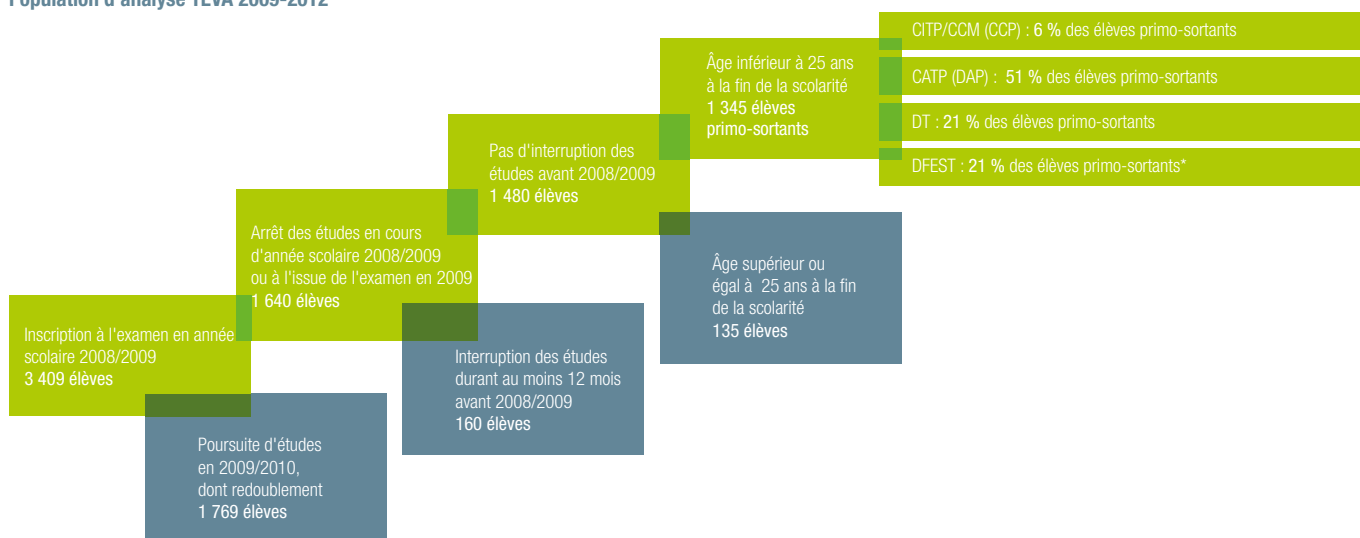 Population d'analyse TEVA 2009-2012
Inscription à l'examen en année
scolaire 2008/2009
3 409 élèves
Poursuite d'études
en 2009/2010,
dont redoublement
1 769 élèves
Arrêt des études en cours
d'année scolaire 2008/2009
ou à l'issue de l'examen en 2009
1 640 élèves
Interruption des études
durant au moins 12 mois
avant 2008/2009
160 élèves
Pas d'interruption des
études avant 2008/2009
1 480 élèves
Âge supérieur ou
égal à 25 ans à la fin
de la scolarité
135 élèves
Âge inférieur à 25 ans
à la fin de la scolarité
1 345 élèves
primo-sortants
CITP/CCM (CCP) : 6 % des élèves primo-sortants
CATP (DAP) : 51 % des élèves primo-sortants
DT : 21 % des élèves primo-sortants
DFEST : 21 % des élèves primo-sortants*